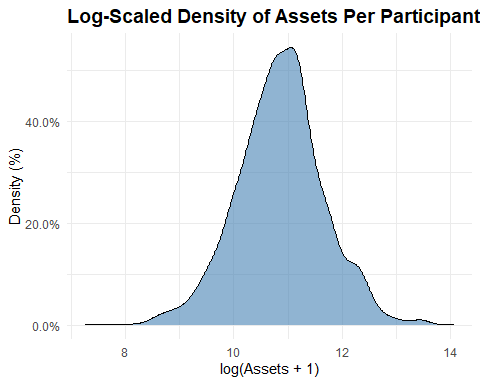 Log-Scaled Density of Assets Per Participant
Density (%)
40.0%
20.0%
0.0%
8
10
12
14
log(Assets + 1)